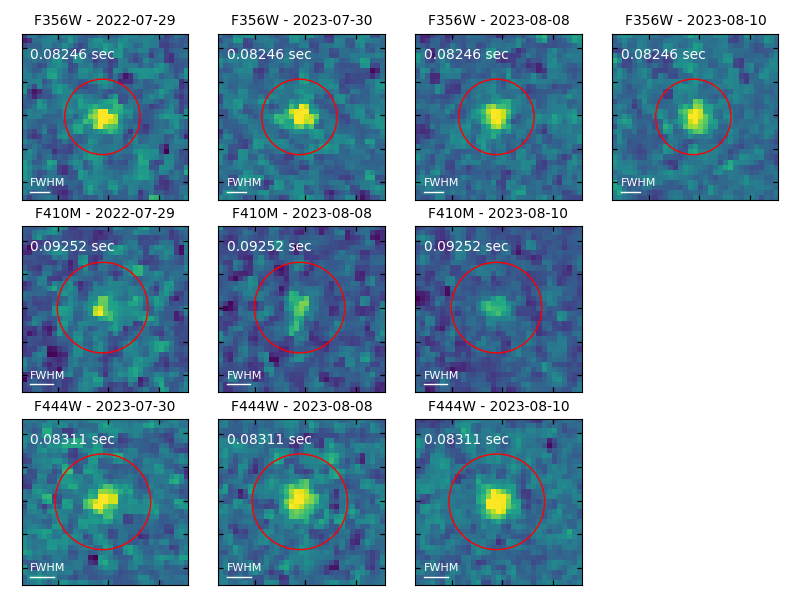 F356W - 2022-07-29
F356W - 2023-07-30
F356W - 2023-08-08
F356W - 2023-08-10
0.08246 sec
0.08246 sec
0.08246 sec
0.08246 sec
FWHM
FWHM
FWHM
FWHM
F410M - 2022-07-29
F410M - 2023-08-08
F410M - 2023-08-10
0.09252 sec
0.09252 sec
0.09252 sec
FWHM
FWHM
FWHM
F444W - 2023-07-30
F444W - 2023-08-08
F444W - 2023-08-10
0.08311 sec
0.08311 sec
0.08311 sec
FWHM
FWHM
FWHM